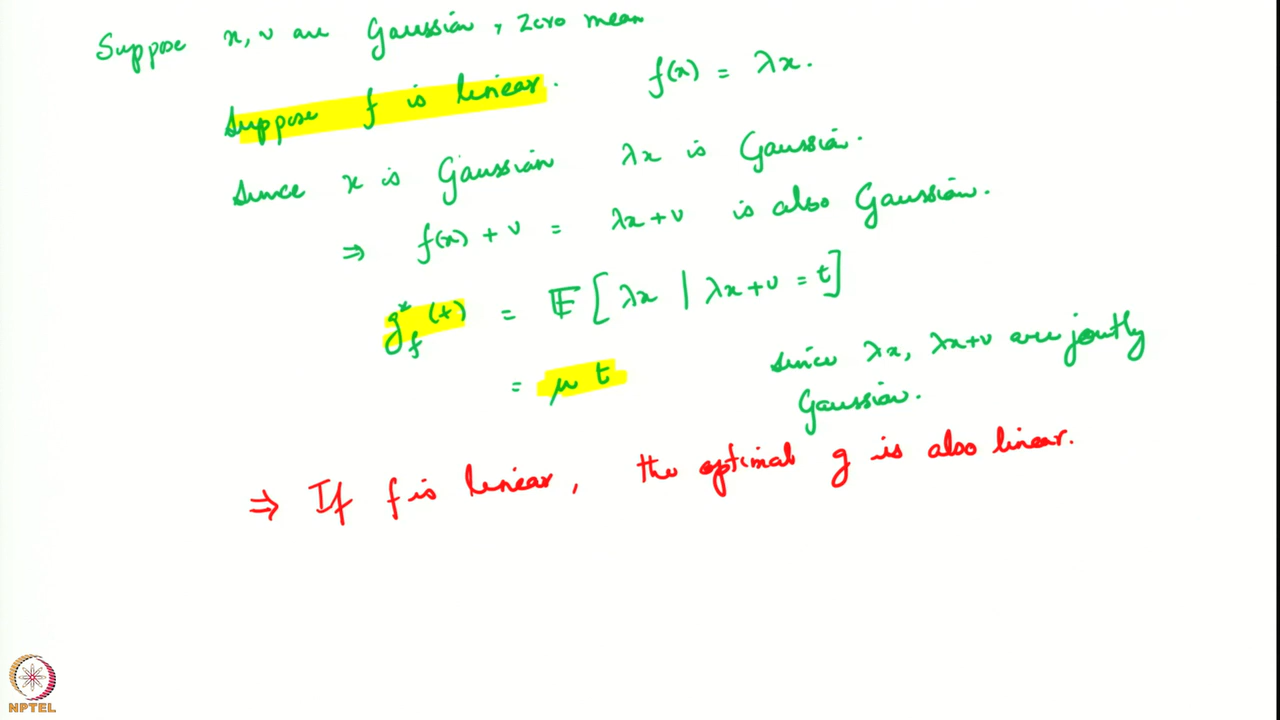 Suppose x, v are Gaussian, zero mean
Suppose f is linear. f(x) = λx.
Since x is Gaussian λx is Gaussian.
⇒ f(x) + v = λx + v is also Gaussian.
g*_f (t) = 𝔼 [ λx | λx + v = t ]
= μ t since λx, λx+v are jointly
Gaussian.
⇒ If f is linear, the optimal g is also linear.
NPTEL